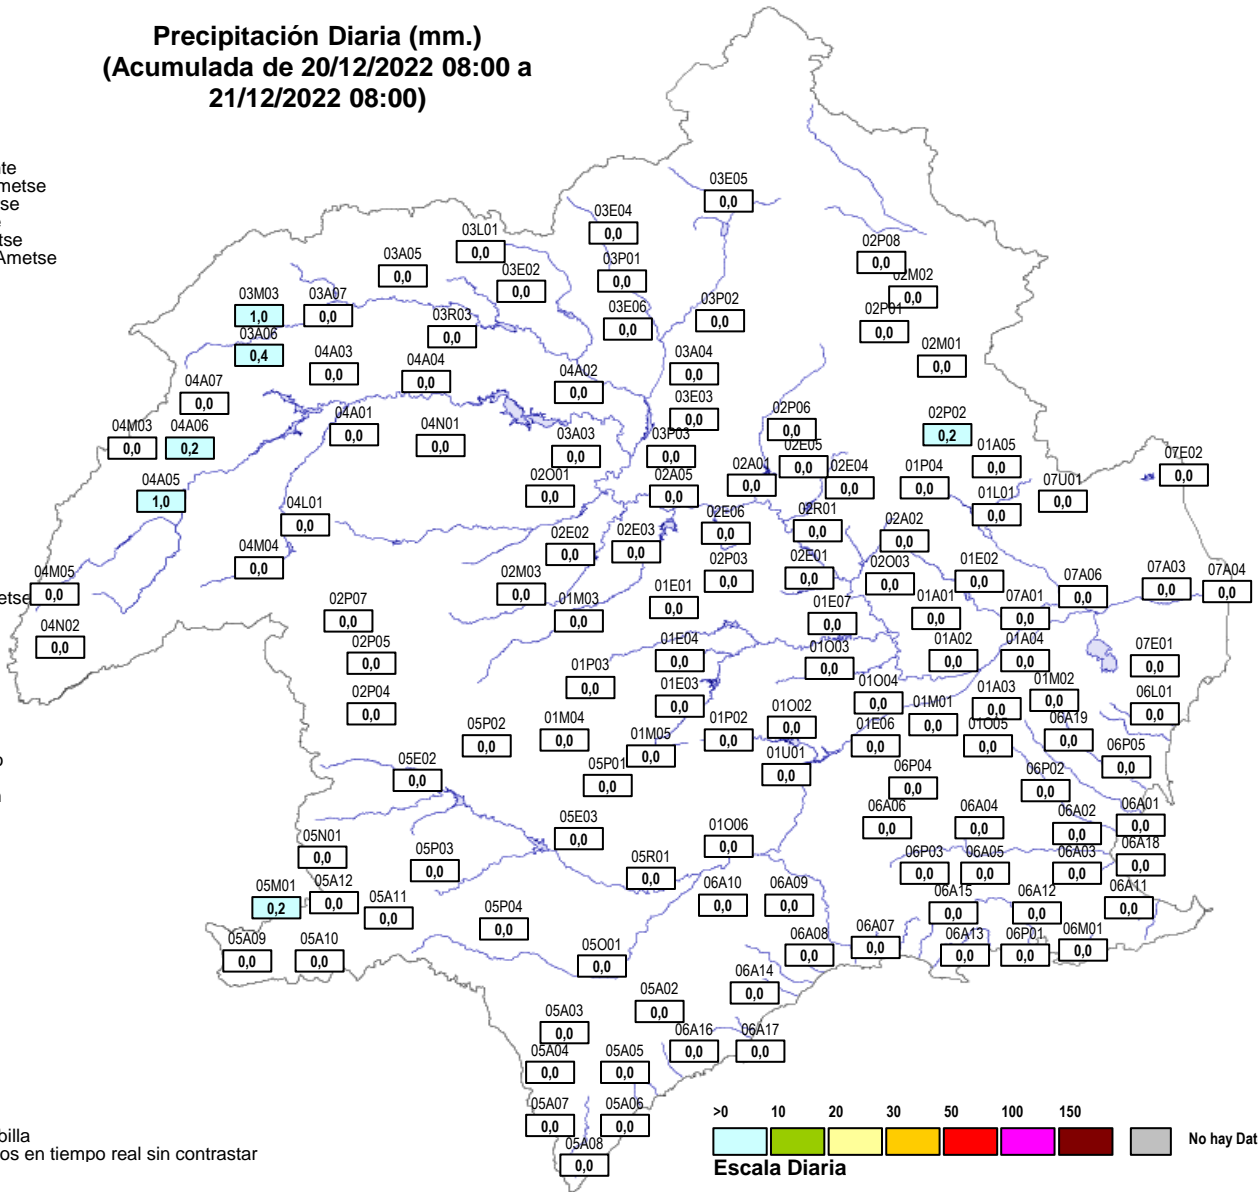 Precipitación Diaria (mm.)
(Acumulada de 20/12/2022 08:00 a
21/12/2022 08:00)
03E05
0,0
03E04
0,0
03L01
0,0
02P08
0,0
03A05
0,0
03P01
0,0
03E02
0,0
02M02
0,0
03M03
1,0
03A07
0,0
03P02
0,0
03E06
0,0
02P01
0,0
03R03
0,0
03A06
0,4
04A03
0,0
04A04
0,0
03A04
0,0
02M01
0,0
04A02
0,0
04A07
0,0
03E03
0,0
04A01
0,0
02P06
0,0
02P02
0,2
04M03
0,0
04A06
0,2
04N01
0,0
03A03
0,0
03P03
0,0
02E05
0,0
01A05
0,0
07E02
0,0
02A01
0,0
02E04
0,0
01P04
0,0
02O01
0,0
02A05
0,0
04A05
1,0
07U01
0,0
01L01
0,0
04L01
0,0
02E06
0,0
02R01
0,0
02A02
0,0
02E02
0,0
02E03
0,0
04M04
0,0
02P03
0,0
02E01
0,0
02O03
0,0
01E02
0,0
04M05
0,0
02M03
0,0
07A06
0,0
07A03
0,0
07A04
0,0
01E01
0,0
01M03
0,0
02P07
0,0
01E07
0,0
01A01
0,0
07A01
0,0
04N02
0,0
02P05
0,0
01E04
0,0
01O03
0,0
01A02
0,0
01A04
0,0
07E01
0,0
01P03
0,0
01E03
0,0
02P04
0,0
01O04
0,0
01A03
0,0
01M02
0,0
06L01
0,0
05P02
0,0
01M04
0,0
01M05
0,0
01P02
0,0
01O02
0,0
01E06
0,0
01M01
0,0
01O05
0,0
06A19
0,0
05E02
0,0
05P01
0,0
01U01
0,0
06P04
0,0
06P02
0,0
06P05
0,0
05E03
0,0
01O06
0,0
06A06
0,0
06A04
0,0
06A02
0,0
06A01
0,0
05N01
0,0
05P03
0,0
05R01
0,0
06P03
0,0
06A05
0,0
06A03
0,0
06A18
0,0
05M01
0,2
05A12
0,0
05A11
0,0
06A10
0,0
06A09
0,0
06A15
0,0
06A12
0,0
06A11
0,0
05P04
0,0
05A09
0,0
05A10
0,0
05O01
0,0
06A08
0,0
06A07
0,0
06A13
0,0
06P01
0,0
06M01
0,0
06A14
0,0
05A02
0,0
05A03
0,0
06A16
0,0
06A17
0,0
05A04
0,0
05A05
0,0
05A07
0,0
05A06
0,0
05A08
0,0
>0 10 20 30 50 100 150
No hay Dat
Escala Diaria